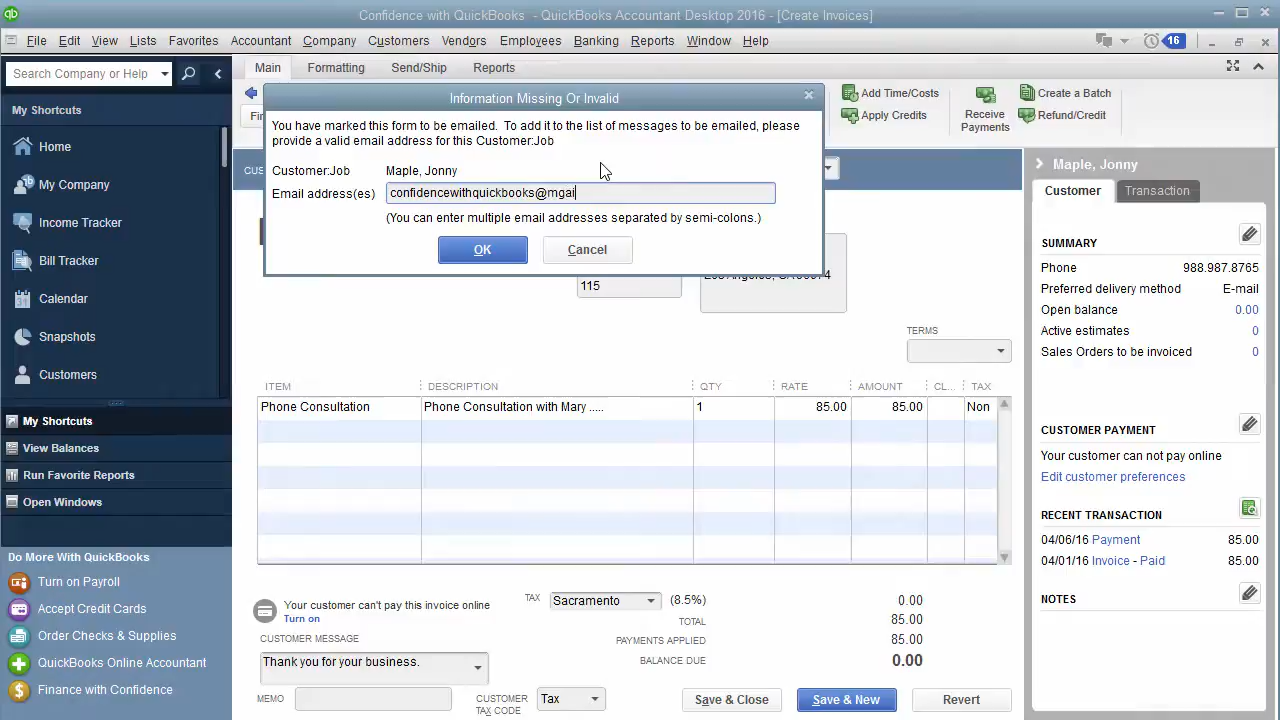 Confidence with QuickBooks - QuickBooks Accountant Desktop 2016 - [Create Invoices]
File Edit View Lists Favorites Accountant Company Customers Vendors Employees Banking Reports Window Help 16
Search Company or Help
Main Formatting Send/Ship Reports
My Shortcuts
Home
My Company
Income Tracker
Bill Tracker
Calendar
Snapshots
Customers
My Shortcuts
View Balances
Run Favorite Reports
Open Windows
Do More With QuickBooks
Turn on Payroll
Accept Credit Cards
Order Checks & Supplies
QuickBooks Online Accountant
Finance with Confidence
Information Missing Or Invalid
You have marked this form to be emailed. To add it to the list of messages to be emailed, please
provide a valid email address for this Customer:Job
Customer:Job Maple, Jonny
Email address(es) confidencewithquickbooks@mgai
(You can enter multiple email addresses separated by semi-colons.)
OK Cancel
Add Time/Costs
Apply Credits
Receive
Payments
Create a Batch
Refund/Credit
115
TERMS
ITEM DESCRIPTION QTY RATE AMOUNT CL... TAX
Phone Consultation Phone Consultation with Mary ..... 1 85.00 85.00 Non
Your customer can't pay this invoice online
Turn on
TAX Sacramento (8.5%) 0.00
TOTAL 85.00
PAYMENTS APPLIED 85.00
BALANCE DUE 0.00
CUSTOMER MESSAGE
Thank you for your business.
MEMO
CUSTOMER
TAX CODE
Tax
Save & Close Save & New Revert
Maple, Jonny
Customer Transaction
SUMMARY
Phone 988.987.8765
Preferred delivery method E-mail
Open balance 0.00
Active estimates 0
Sales Orders to be invoiced 0
CUSTOMER PAYMENT
Your customer can not pay online
Edit customer preferences
RECENT TRANSACTION
04/06/16 Payment 85.00
04/01/16 Invoice - Paid 85.00
NOTES